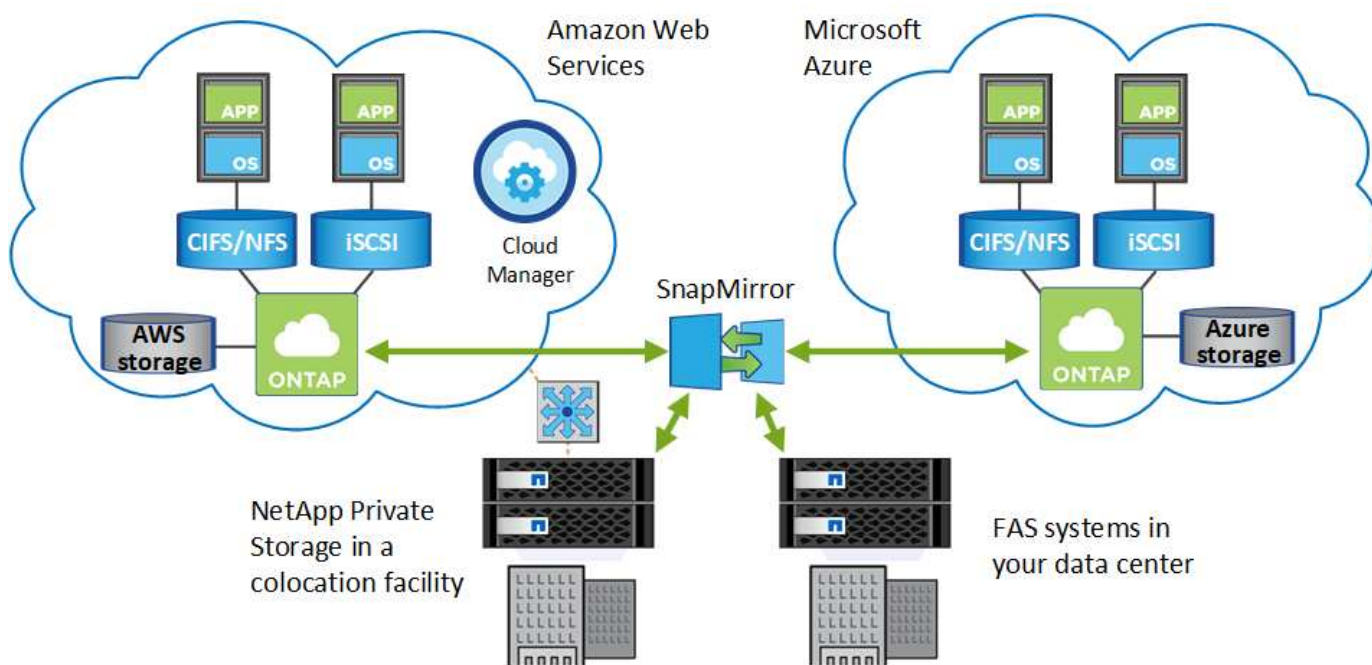 Amazon Web
Services
Microsoft
Azure
APP
APP
OS
OS
CIFS/NFS
iSCSI
Cloud
Manager
AWS
storage
ONTAP
SnapMirror
APP
APP
OS
OS
CIFS/NFS
iSCSI
Azure
storage
ONTAP
NetApp Private
Storage in a
colocation facility
FAS systems in
your data center